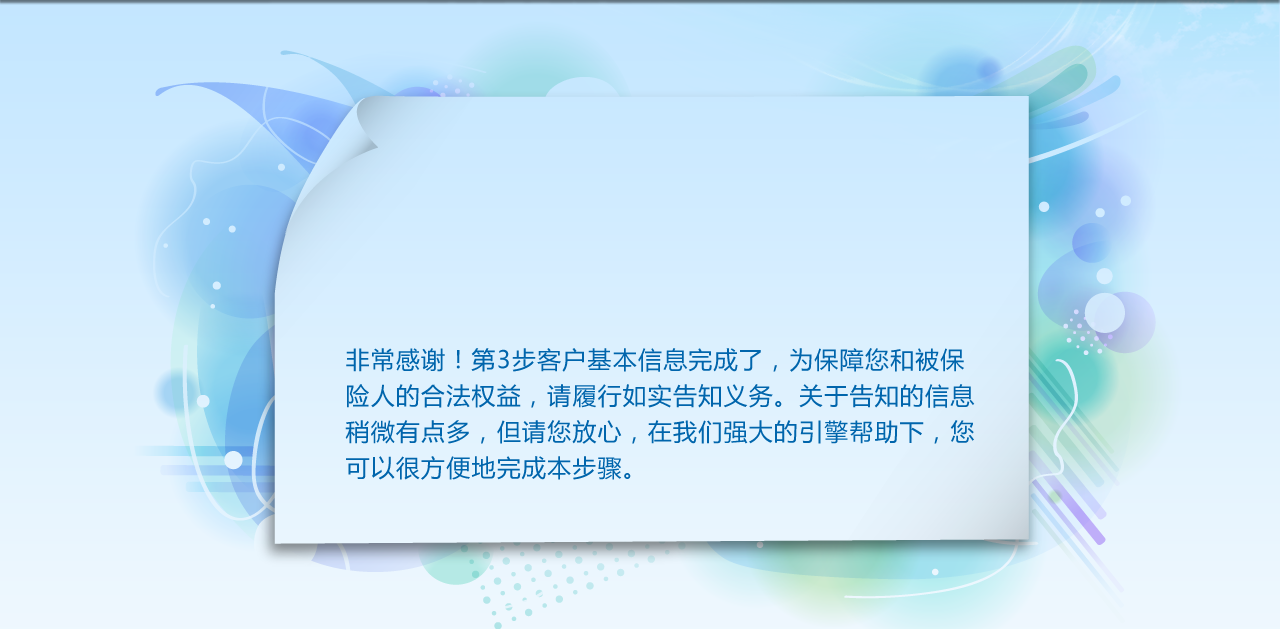 非常感谢！第3步客户基本信息完成了，为保障您和被保
险人的合法权益，请履行如实告知义务。关于告知的信息
稍微有点多，但请您放心，在我们强大的引擎帮助下，您
可以很方便地完成本步骤。